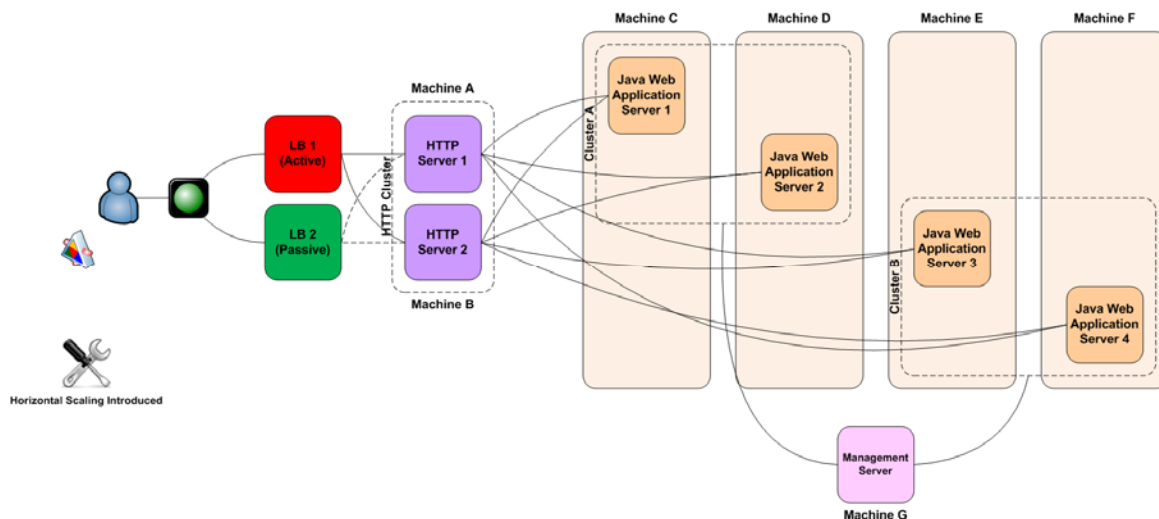 Machine C
Machine D
Machine E
Machine F
Machine A
Java Web
Application
Server 1
Cluster A
LB 1
(Active)
HTTP
Server 1
Java Web
Application
Server 2
HTTP Cluster
LB 2
(Passive)
HTTP
Server 2
Java Web
Application
Server 3
Cluster B
Machine B
Java Web
Application
Server 4
Horizontal Scaling Introduced
Management
Server
Machine G